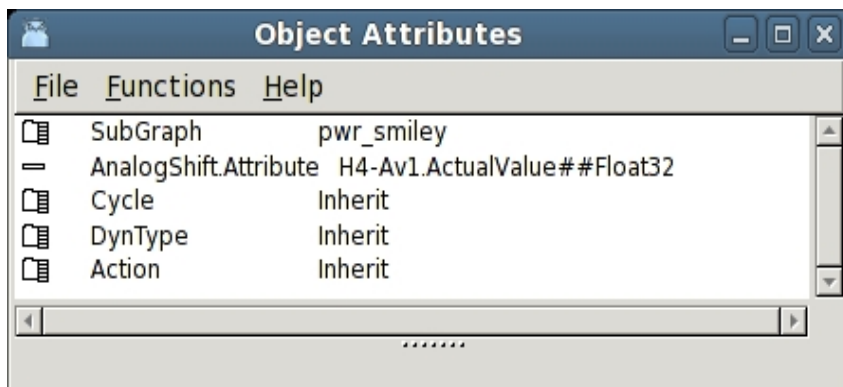 Object Attributes
File Functions Help
SubGraph pwr_smiley
AnalogShift.Attribute H4-Av1.ActualValue##Float32
Cycle Inherit
DynType Inherit
Action Inherit